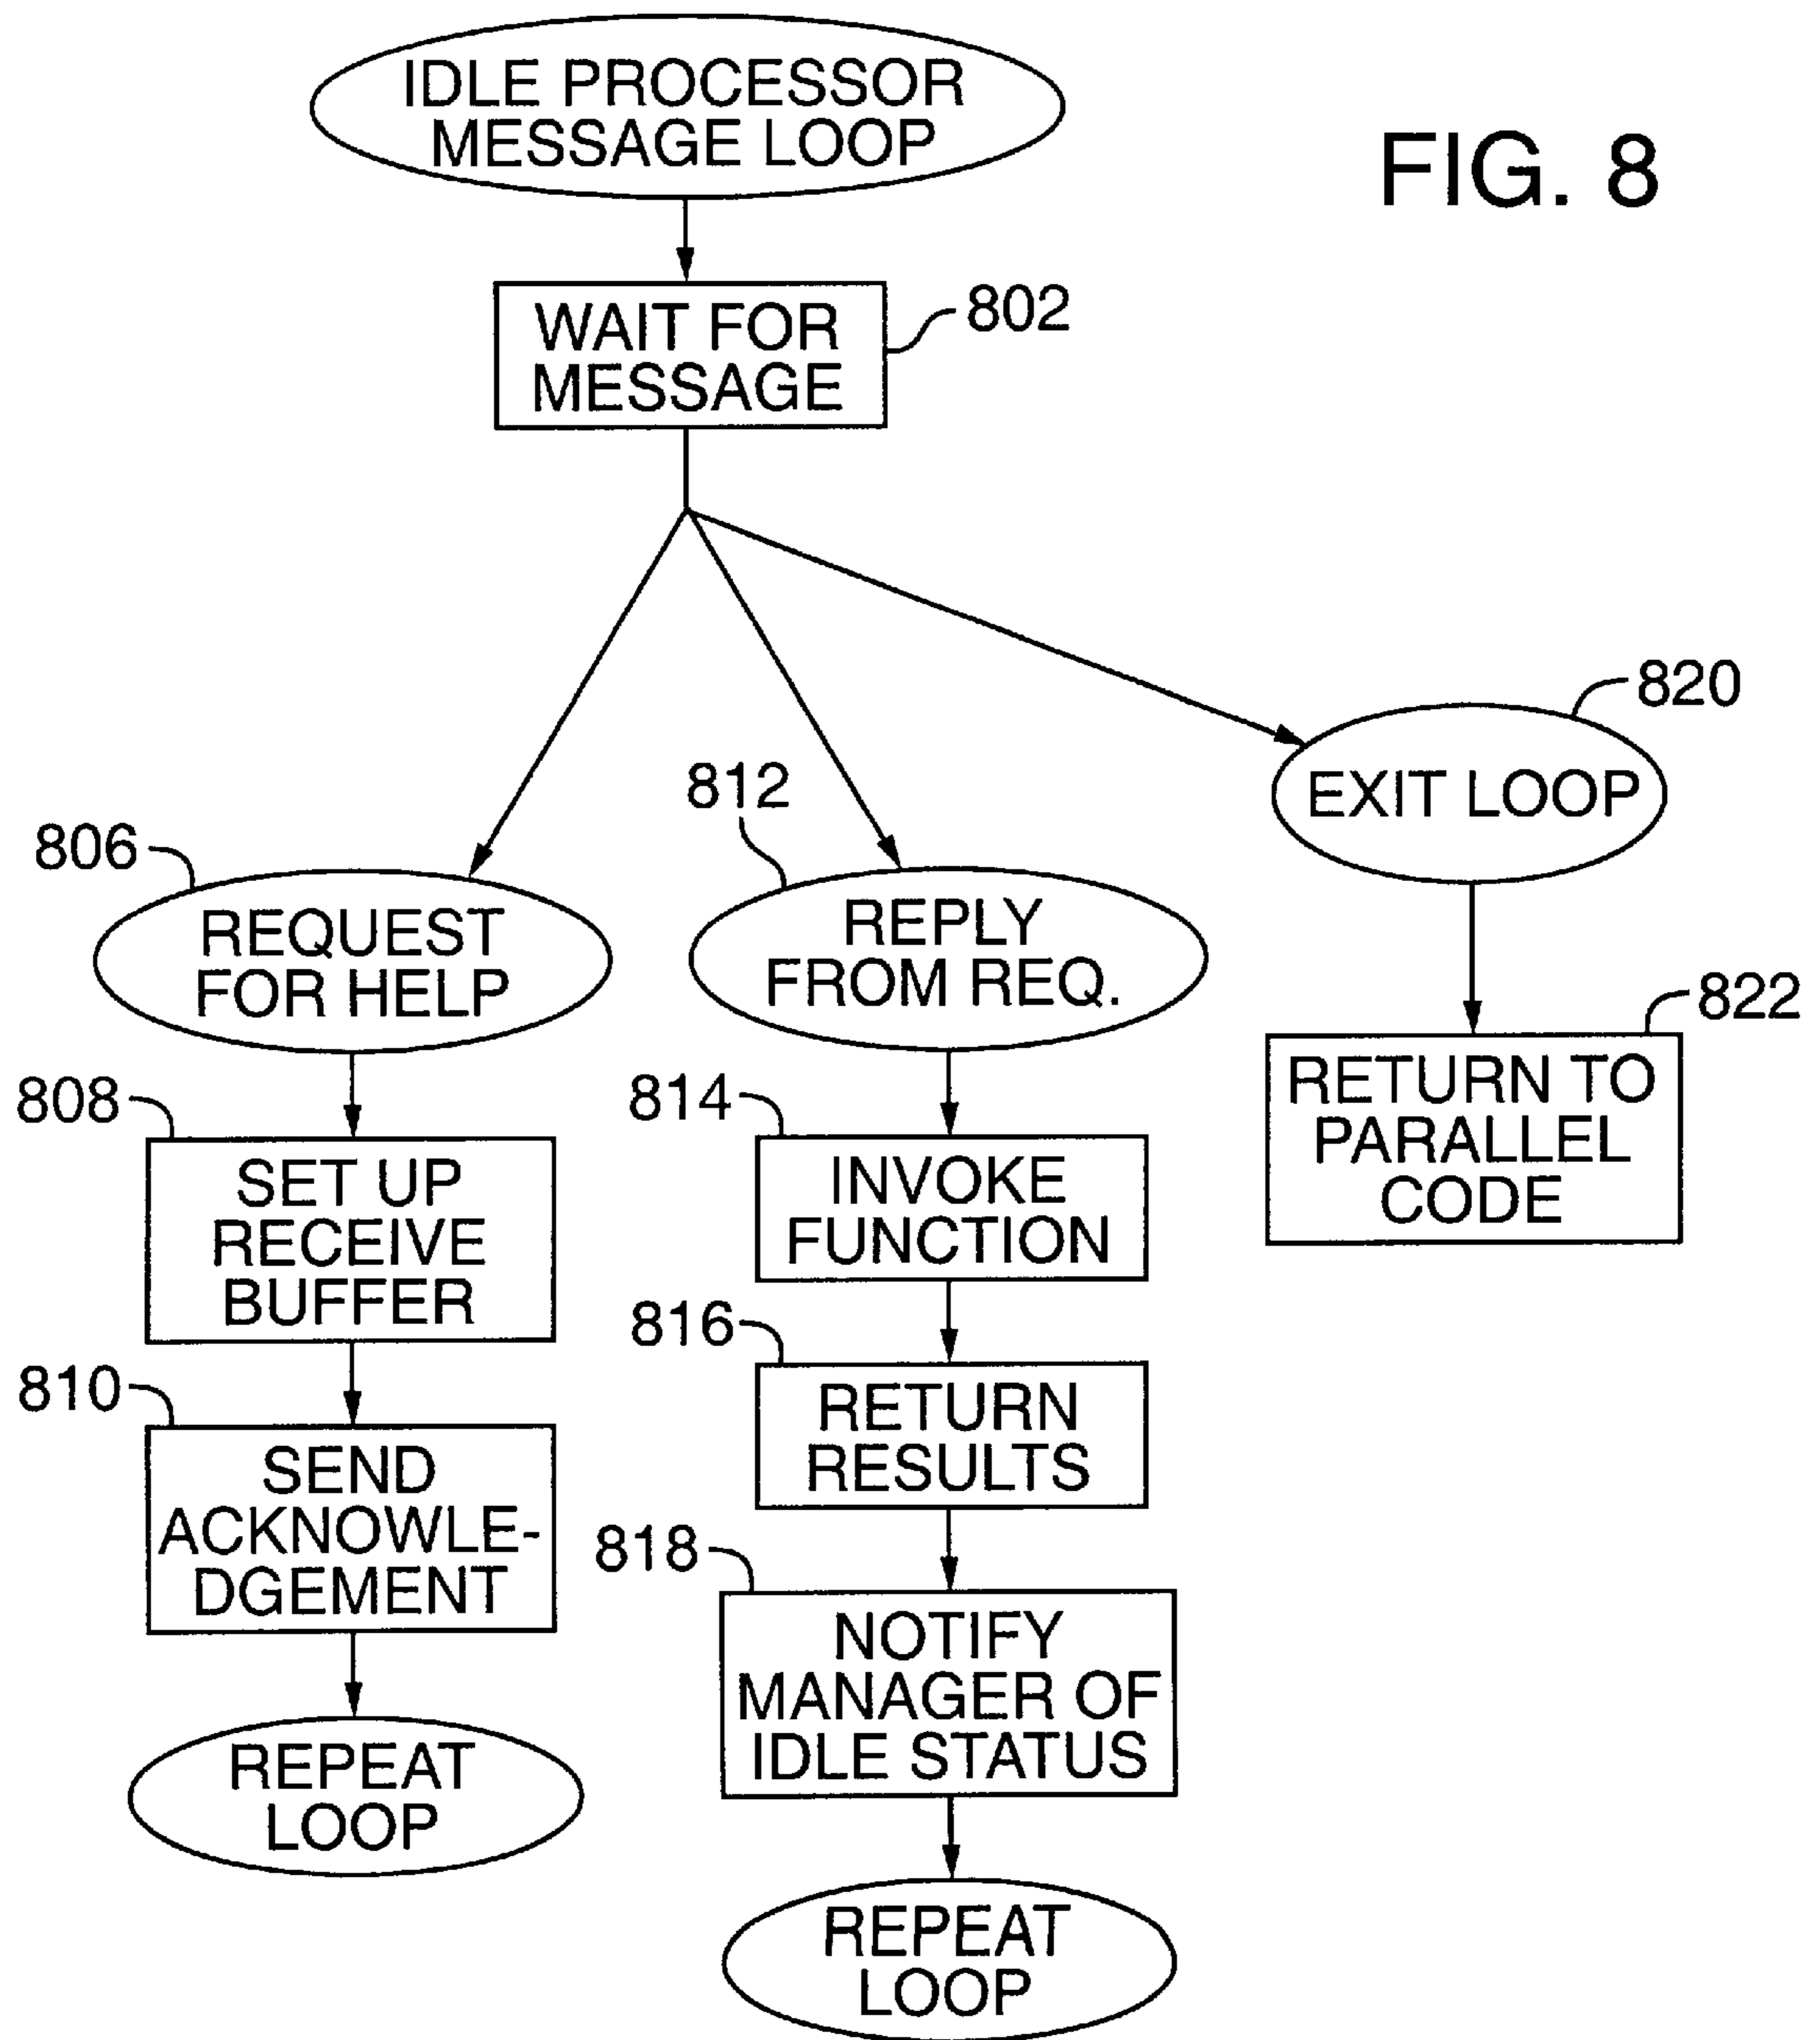 IDLE PROCESSOR
MESSAGE LOOP
FIG. 8
WAIT FOR
MESSAGE
802
820
EXIT LOOP
812
806
REQUEST
FOR HELP
REPLY
FROM REQ.
822
RETURN TO
PARALLEL
CODE
808
SET UP
RECEIVE
BUFFER
814
INVOKE
FUNCTION
816
RETURN
RESULTS
810
SEND
ACKNOWLE-
DGEMENT
818
NOTIFY
MANAGER OF
IDLE STATUS
REPEAT
LOOP
REPEAT
LOOP